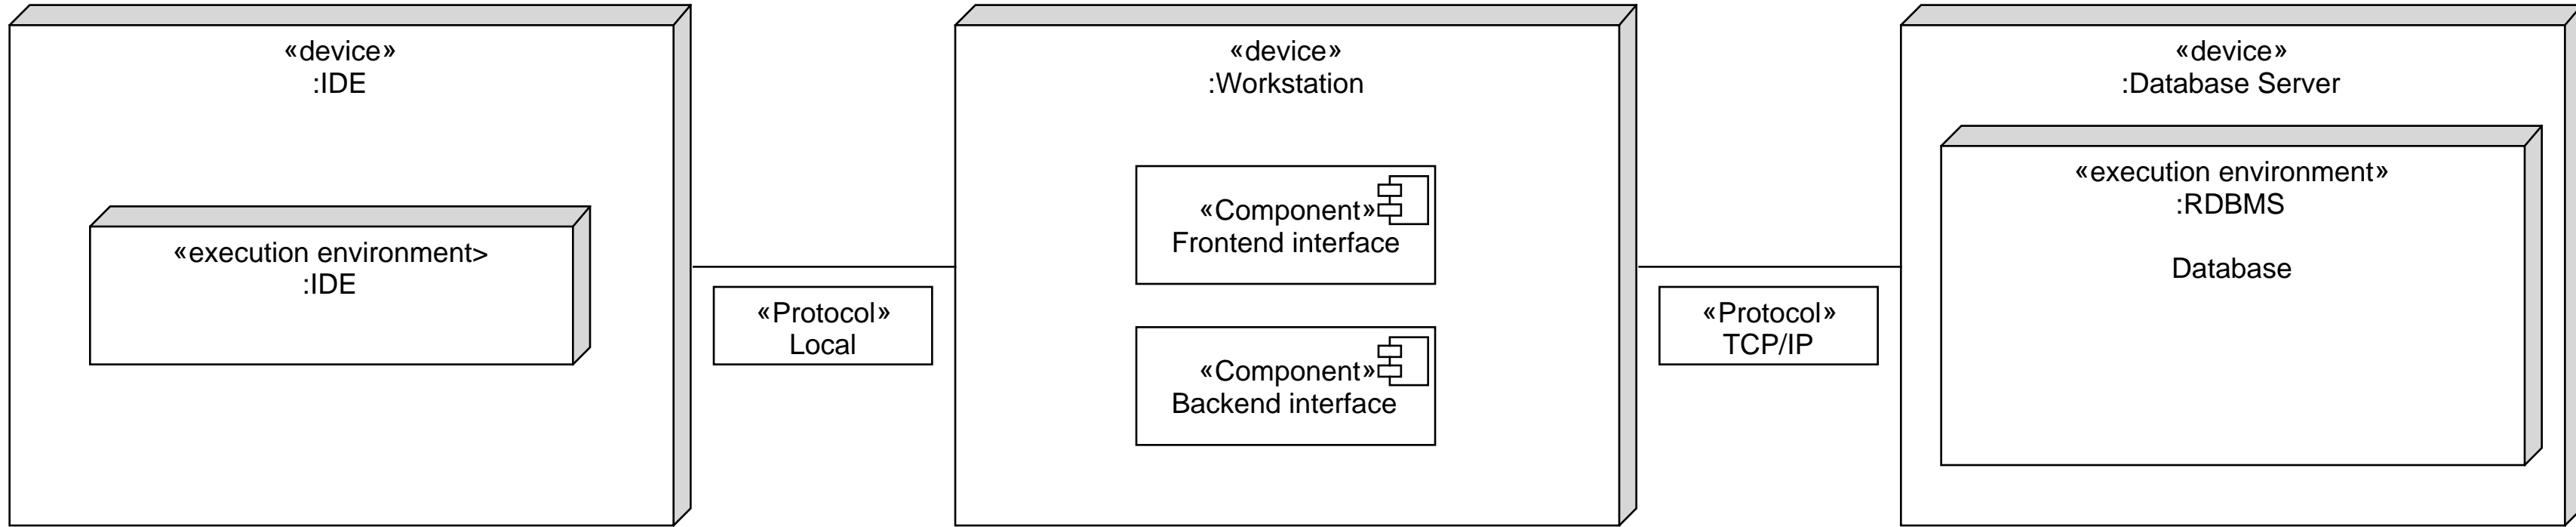 «device»
:IDE
«execution environment>
:IDE
«Protocol»
Local
«device»
:Workstation
«Component»
Frontend interface
«Component»
Backend interface
«Protocol»
TCP/IP
«device»
:Database Server
«execution environment»
:RDBMS
Database